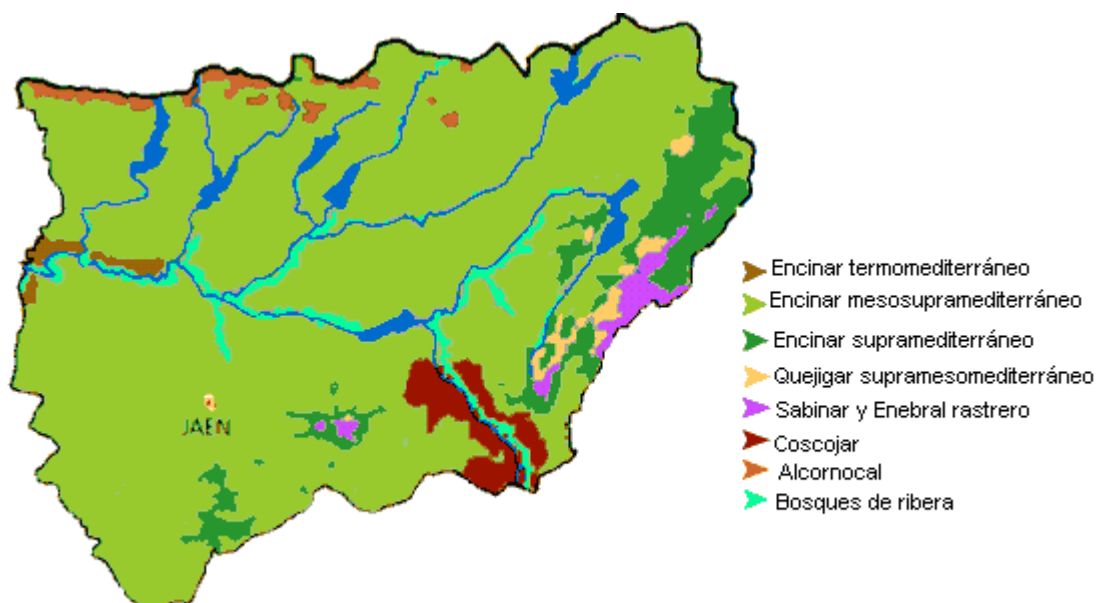 Encinar termomediterráneo
Encinar mesosupramediterráneo
Encinar supramediterráneo
Quejigar supramesomediterráneo
Sabinar y Enebral rastrero
JAEN
Coscojar
Alcornocal
Bosques de ribera